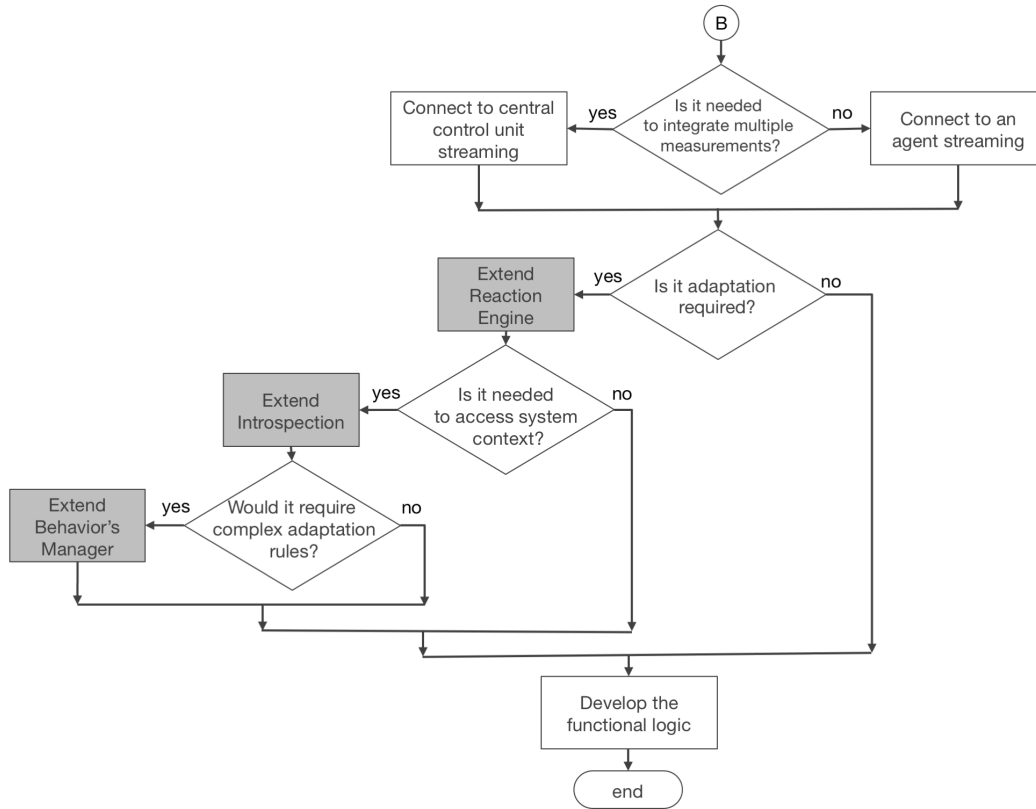 B
Is it needed
to integrate multiple
measurements?
yes
no
Connect to central
control unit
streaming
Connect to an
agent streaming
Is it adaptation
required?
yes
no
Extend
Reaction
Engine
Is it needed
to access system
context?
yes
no
Extend
Introspection
Would it require
complex adaptation
rules?
yes
no
Extend
Behavior's
Manager
Develop the
functional logic
end